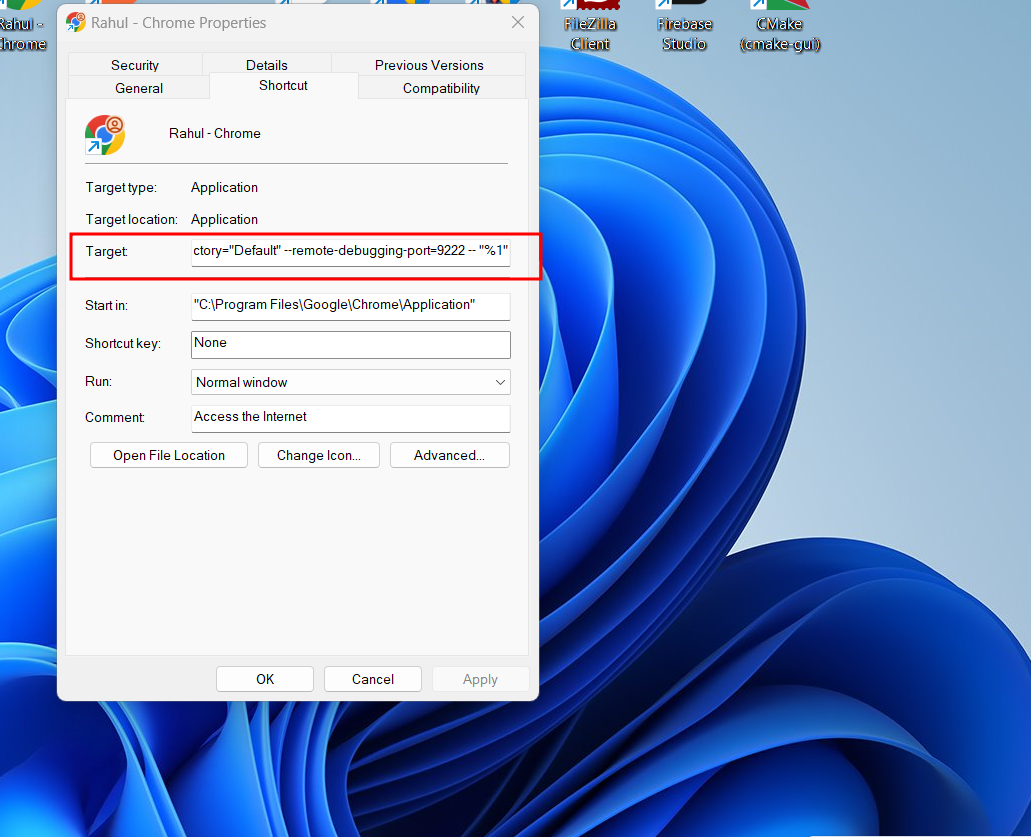 Rahul - Chrome Properties
Rahul -
Chrome
FileZilla
Client
Firebase
Studio
CMake
(cmake-gui)
Security
Details
Previous Versions
General
Shortcut
Compatibility
Rahul - Chrome
Target type:
Application
Target location:
Application
Target:
ctory="Default" --remote-debugging-port=9222 -- "%1"
Start in:
"C:\Program Files\Google\Chrome\Application"
Shortcut key:
None
Run:
Normal window
Comment:
Access the Internet
Open File Location
Change Icon...
Advanced...
OK
Cancel
Apply